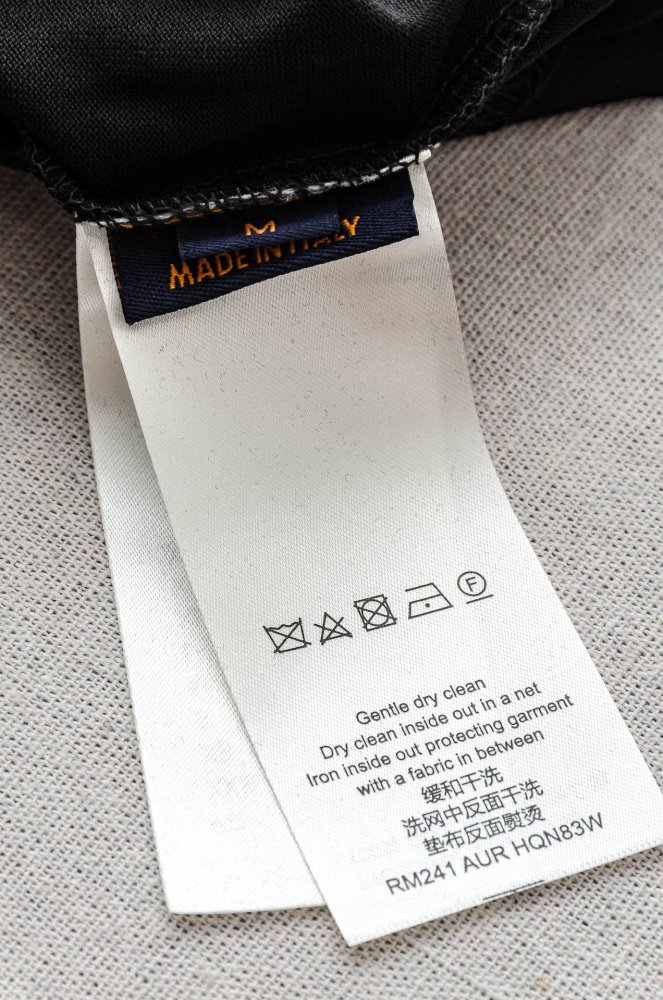 M
MADE IN ITALY
F
Gentle dry clean
Dry clean inside out in a net
Iron inside out protecting garment
with a fabric in between
缓和干洗
洗网中反面干洗
垫布反面熨烫
RM241 AUR HQN83W